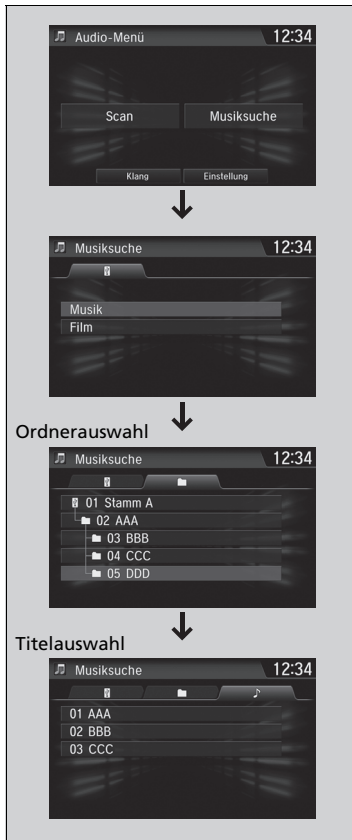 Audio-Menü 12:34
Scan Musiksuche
Klang Einstellung
Musiksuche 12:34
Musik
Film
Ordnerauswahl
Musiksuche 12:34
01 Stamm A
02 AAA
03 BBB
04 CCC
05 DDD
Titelauswahl
Musiksuche 12:34
01 AAA
02 BBB
03 CCC